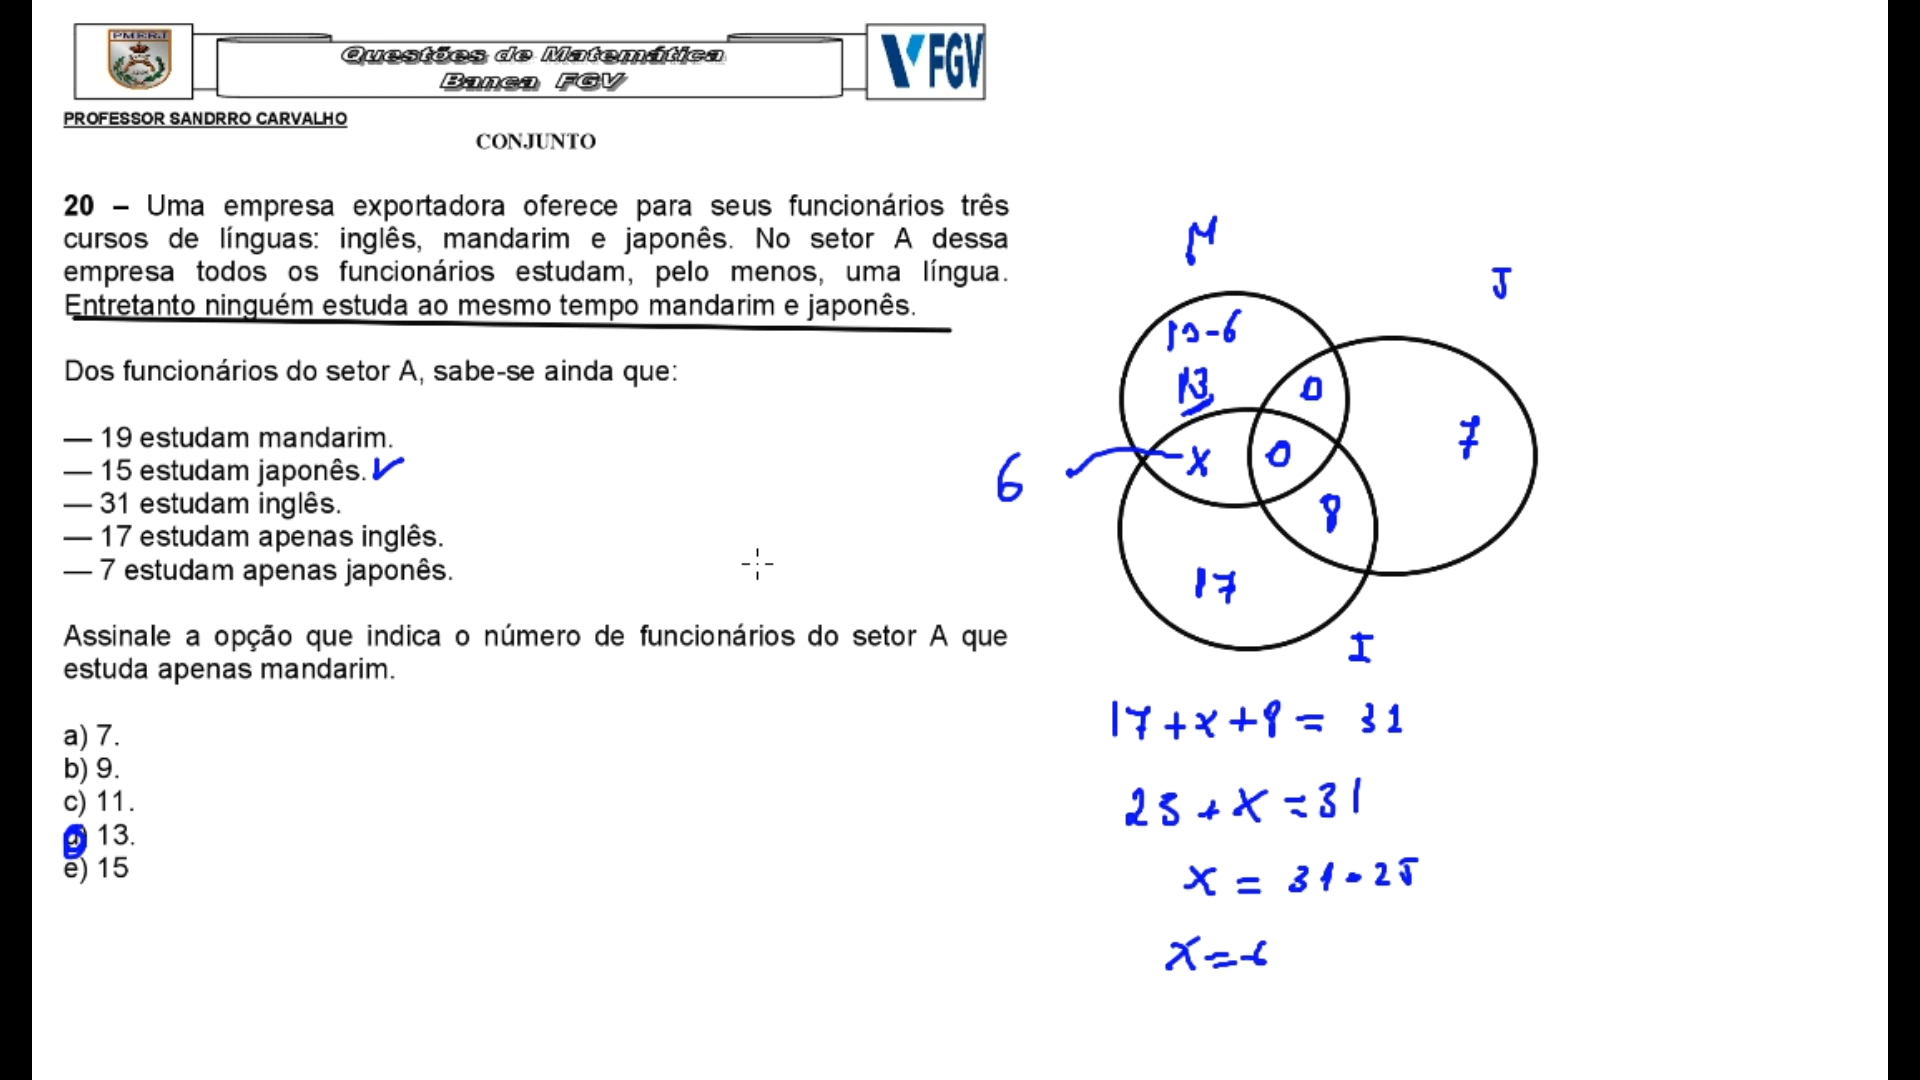 PMERJ
Questões de Matemática
Banca FGV
FGV
PROFESSOR SANDRRO CARVALHO
CONJUNTO
20 – Uma empresa exportadora oferece para seus funcionários três
cursos de línguas: inglês, mandarim e japonês. No setor A dessa
empresa todos os funcionários estudam, pelo menos, uma língua.
Entretanto ninguém estuda ao mesmo tempo mandarim e japonês.
Dos funcionários do setor A, sabe-se ainda que:
— 19 estudam mandarim.
— 15 estudam japonês.
— 31 estudam inglês.
— 17 estudam apenas inglês.
— 7 estudam apenas japonês.
Assinale a opção que indica o número de funcionários do setor A que
estuda apenas mandarim.
a) 7.
b) 9.
c) 11.
d) 13.
e) 15
M
J
19-6
13
0
7
6
x
0
8
17
I
17+x+8= 31
25+x=31
x = 31-25
x=6